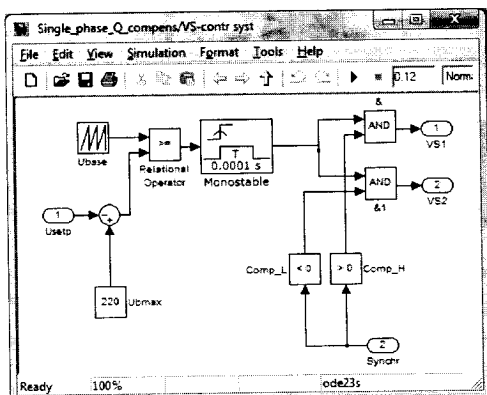 Single_phase_Q_compens/VS-contr syst
File Edit View Simulation Format Tools Help
0.12 Norm
&
AND
1
VS1
>=
T
0.0001 s
Ubase
Relational
Operator
Monostable
AND
2
VS2
&1
1
Usetp
- +
Comp_L
< 0
> 0
Comp_H
220
Ubmax
2
Synchr
Ready 100% ode23s